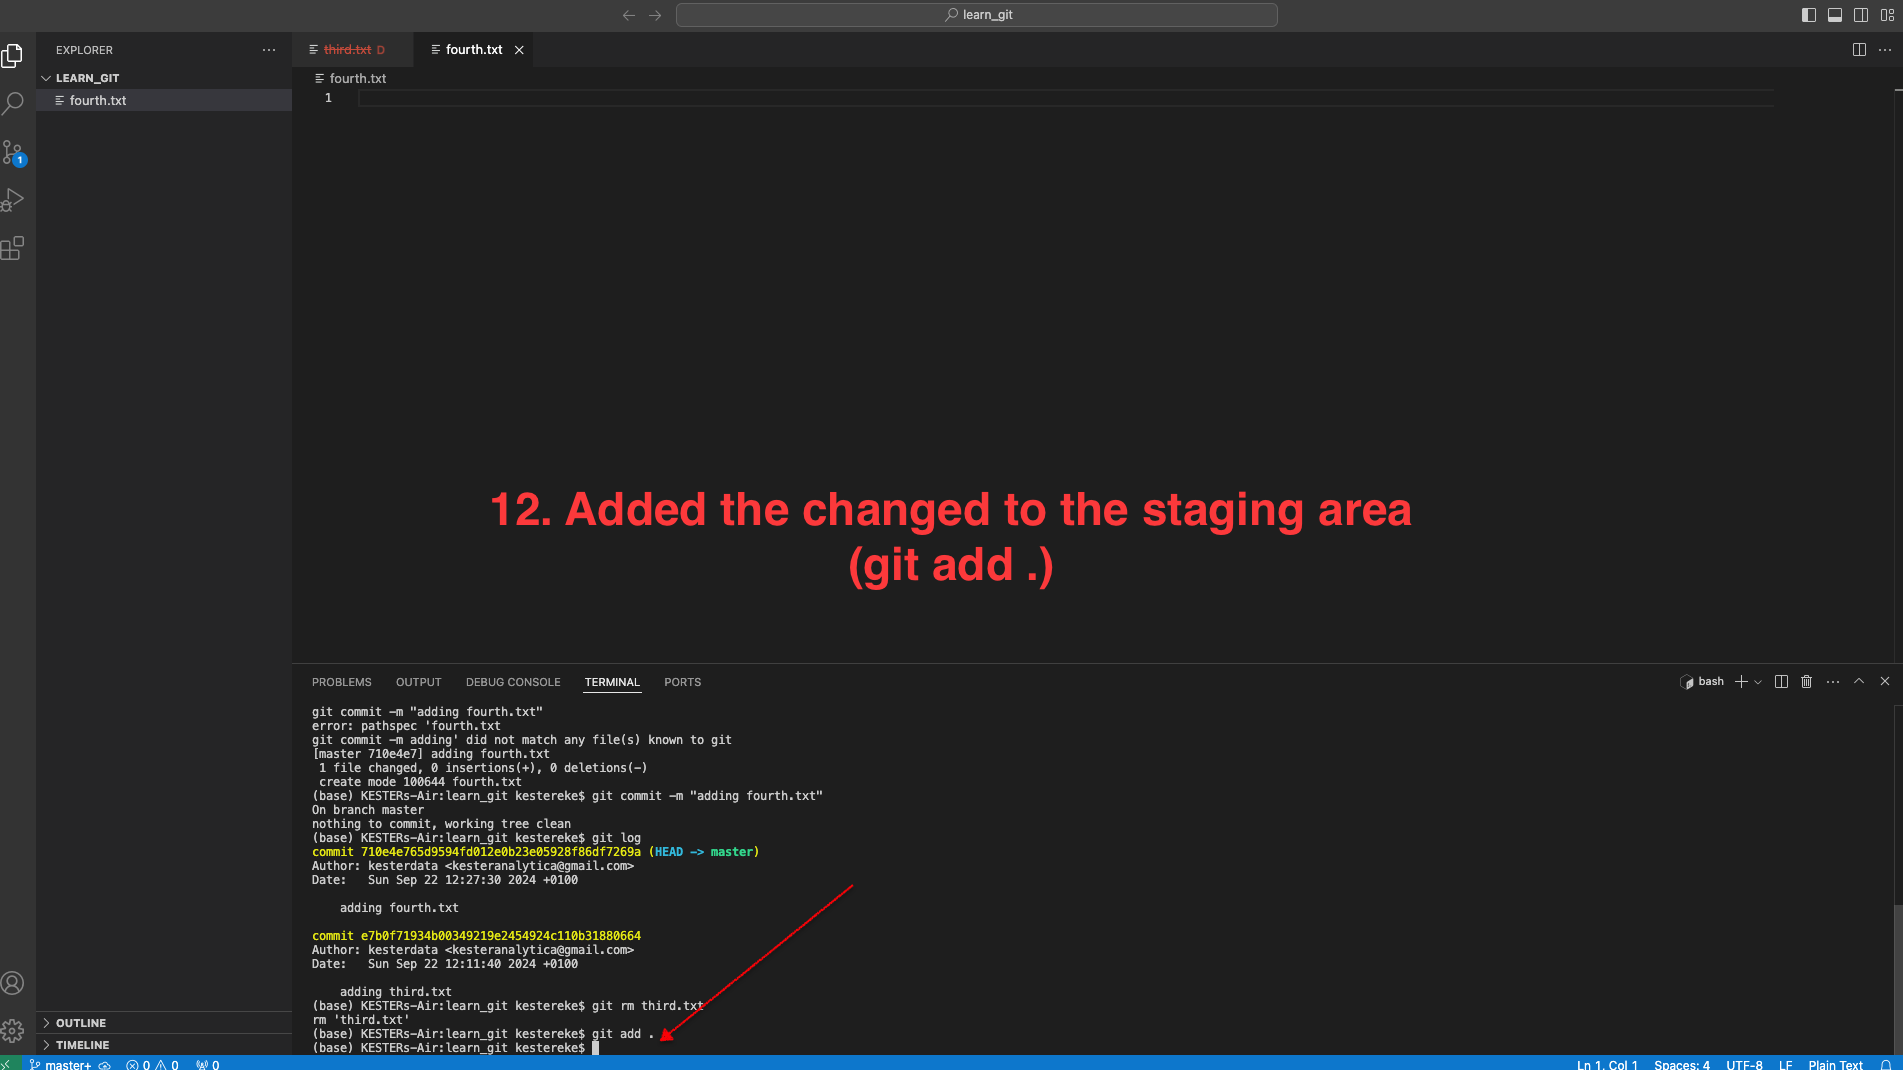 learn_git
EXPLORER
LEARN_GIT
fourth.txt
third.txt D
fourth.txt
fourth.txt
1
1
12. Added the changed to the staging area
(git add .)
PROBLEMS OUTPUT DEBUG CONSOLE TERMINAL PORTS
bash
git commit -m "adding fourth.txt"
error: pathspec 'fourth.txt
git commit -m adding' did not match any file(s) known to git
[master 710e4e7] adding fourth.txt
1 file changed, 0 insertions(+), 0 deletions(-)
create mode 100644 fourth.txt
(base) KESTERs-Air:learn_git kestereke$ git commit -m "adding fourth.txt"
On branch master
nothing to commit, working tree clean
(base) KESTERs-Air:learn_git kestereke$ git log
commit 710e4e765d9594fd012e0b23e05928f86df7269a (HEAD -> master)
Author: kesterdata <kesteranalytica@gmail.com>
Date:   Sun Sep 22 12:27:30 2024 +0100
adding fourth.txt
commit e7b0f71934b00349219e2454924c110b31880664
Author: kesterdata <kesteranalytica@gmail.com>
Date:   Sun Sep 22 12:11:40 2024 +0100
adding third.txt
(base) KESTERs-Air:learn_git kestereke$ git rm third.txt
rm 'third.txt'
(base) KESTERs-Air:learn_git kestereke$ git add .
(base) KESTERs-Air:learn_git kestereke$
OUTLINE
TIMELINE
master+ 0 0 0
Ln 1, Col 1 Spaces: 4 UTF-8 LF Plain Text